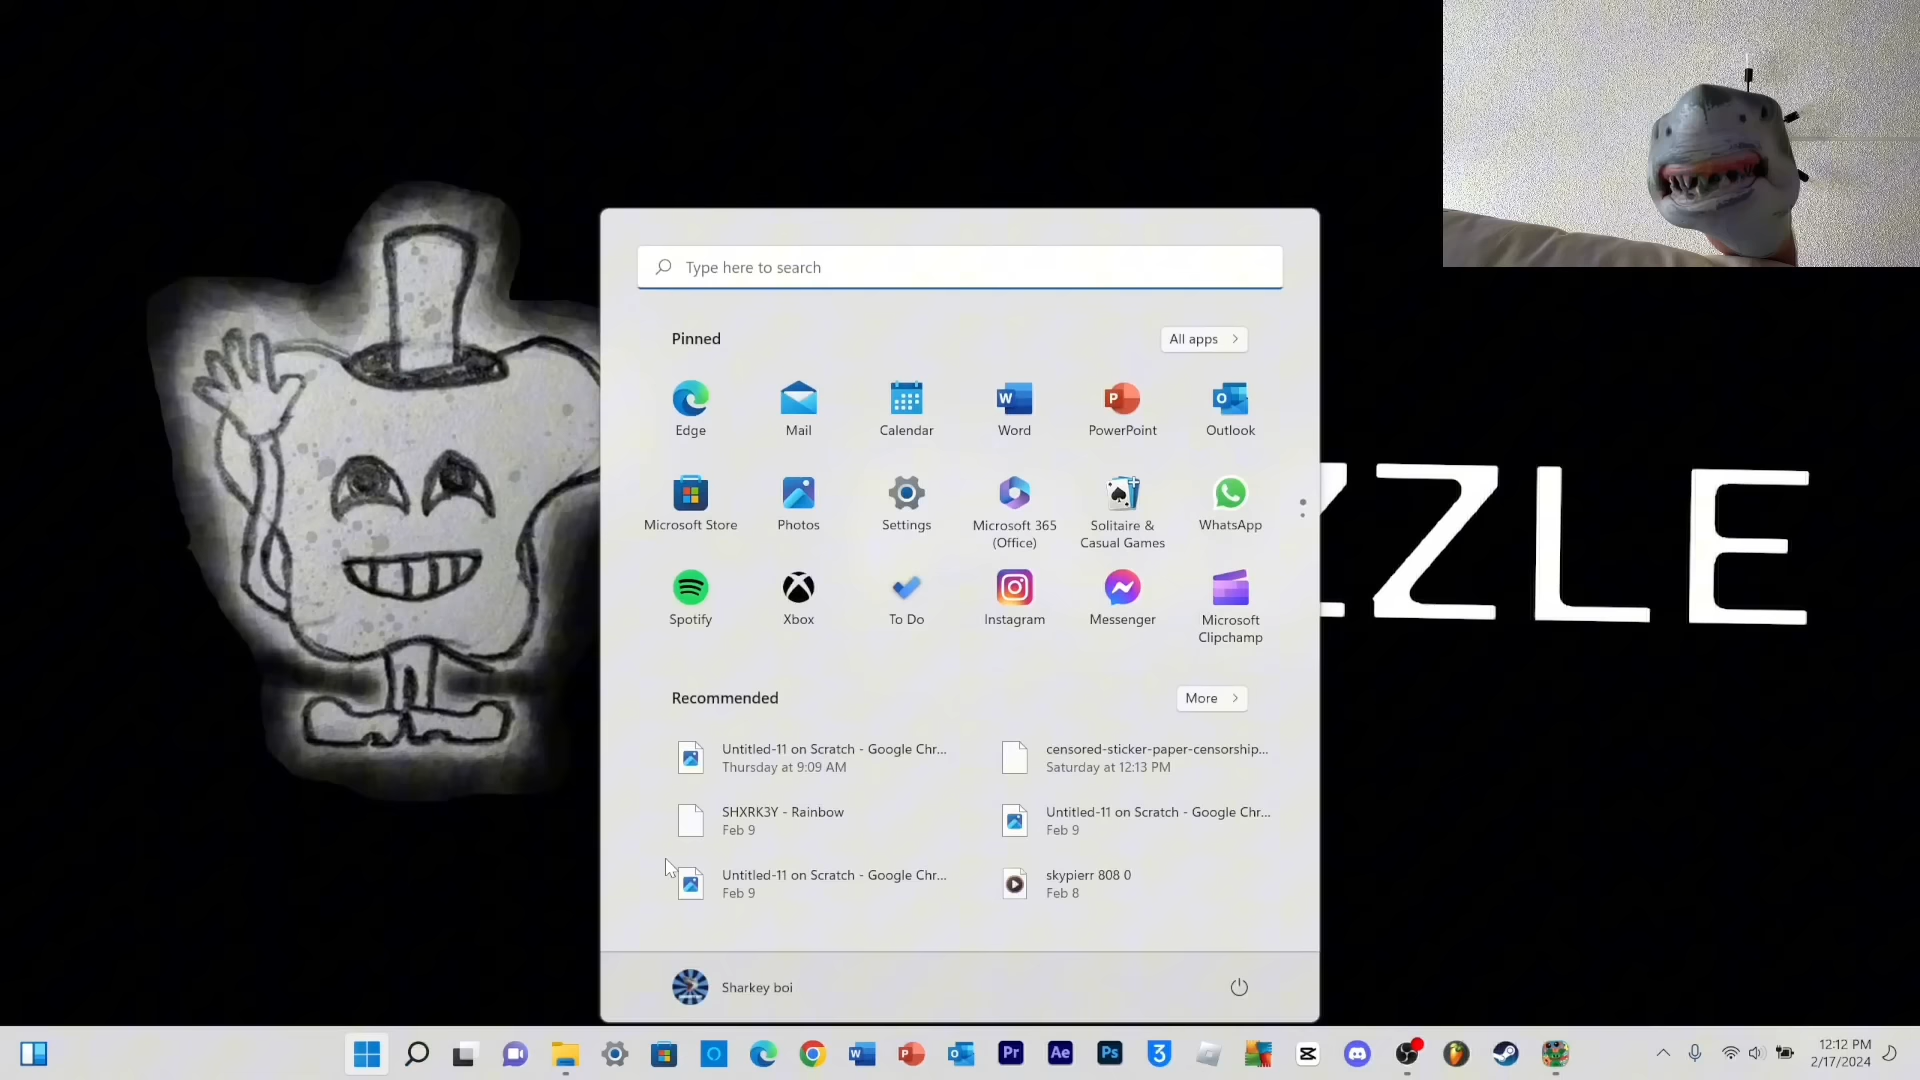 Type here to search
Pinned
All apps
Edge
Mail
Calendar
Word
PowerPoint
Outlook
Microsoft Store
Photos
Settings
Microsoft 365
(Office)
Solitaire &
Casual Games
WhatsApp
ZZLE
Spotify
Xbox
To Do
Instagram
Messenger
Microsoft
Clipchamp
Recommended
More
Untitled-11 on Scratch - Google Chr...
Thursday at 9:09 AM
censored-sticker-paper-censorship...
Saturday at 12:13 PM
SHXRK3Y - Rainbow
Feb 9
Untitled-11 on Scratch - Google Chr...
Feb 9
Untitled-11 on Scratch - Google Chr...
Feb 9
skypierr 808 0
Feb 8
Sharkey boi
Pr
Ae
Ps
12:12 PM
2/17/2024